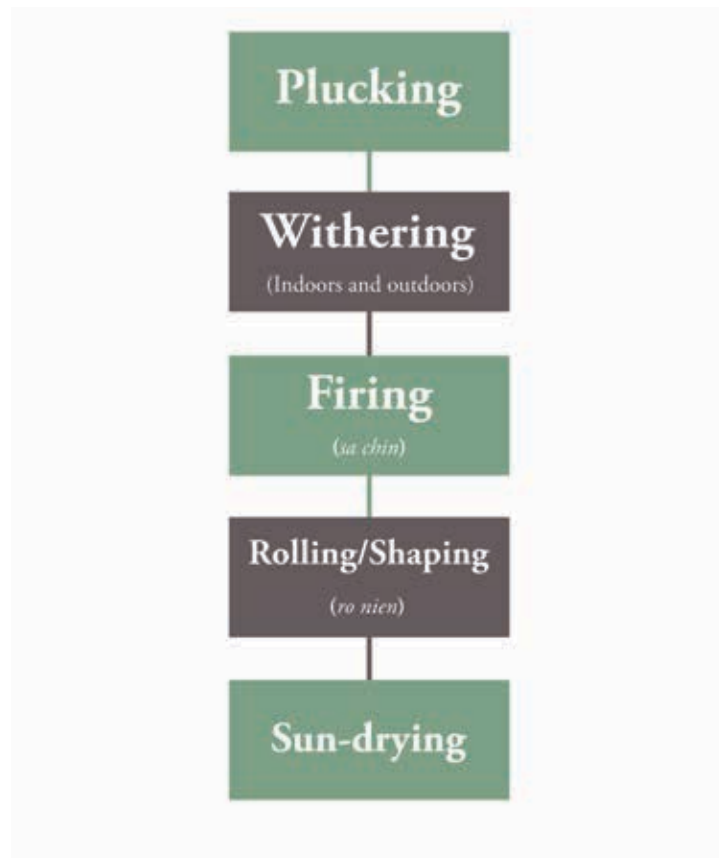 Plucking
Withering
(Indoors and outdoors)
Firing
(sa chin)
Rolling/Shaping
(ro nien)
Sun-drying